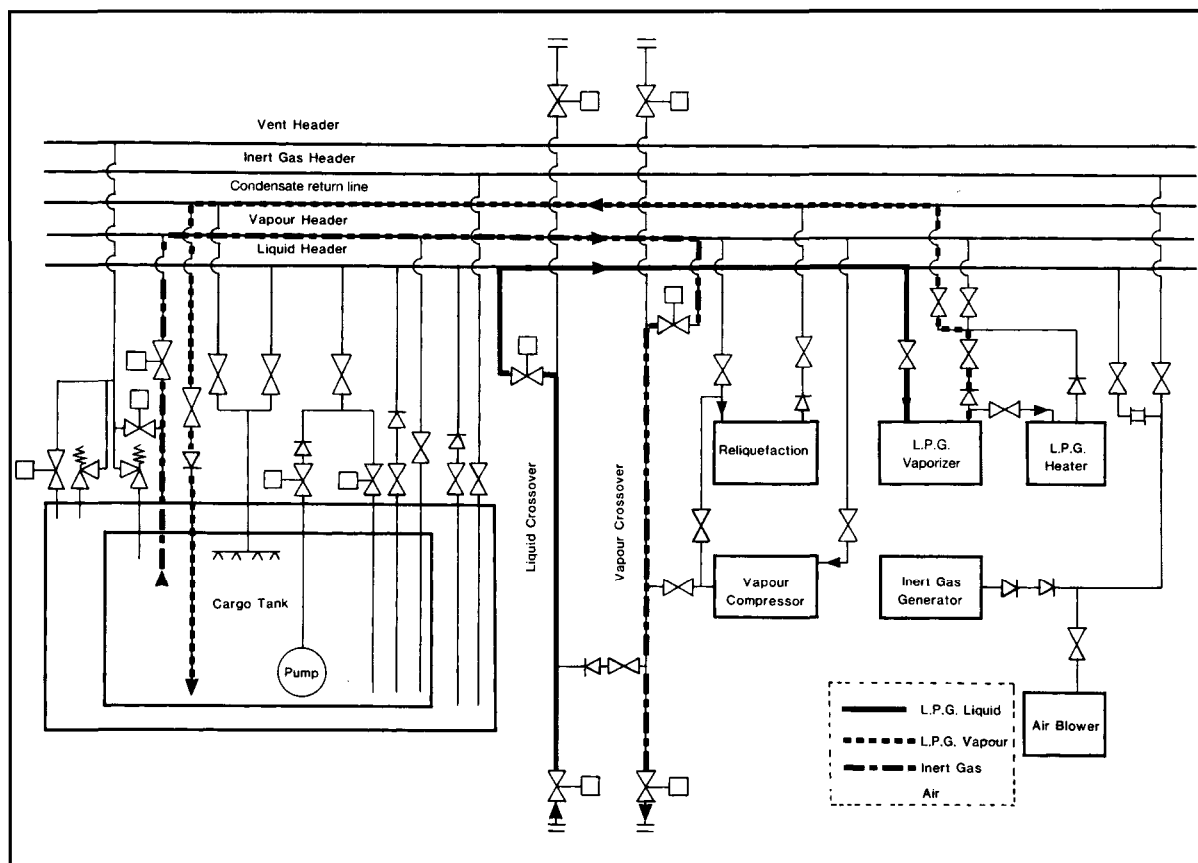 Vent Header
Inert Gas Header
Condensate return line
Vapour Header
Liquid Header
Liquid Crossover
Vapour Crossover
Reliquefaction
L.P.G.
Vaporizer
L.P.G.
Heater
Cargo Tank
Pump
Vapour
Compressor
Inert Gas
Generator
Air Blower
L.P.G. Liquid
L.P.G. Vapour
Inert Gas
Air